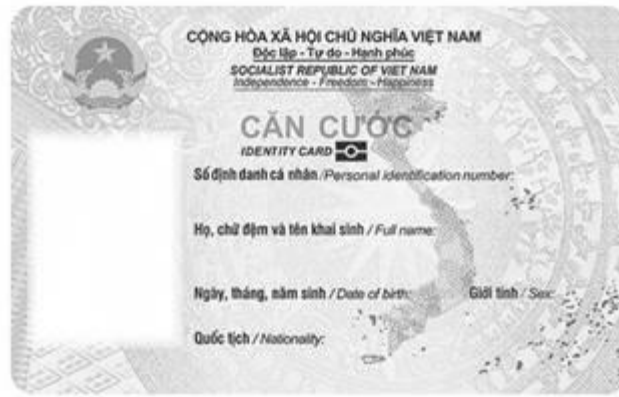 CỘNG HÒA XÃ HỘI CHỦ NGHĨA VIỆT NAM
Độc lập - Tự do - Hạnh phúc
SOCIALIST REPUBLIC OF VIET NAM
Independence - Freedom - Happiness
CĂN CƯỚC
IDENTITY CARD
Số định danh cá nhân / Personal identification number:
Họ, chữ đệm và tên khai sinh / Full name:
Ngày, tháng, năm sinh / Date of birth: Giới tính / Sex:
Quốc tịch / Nationality: